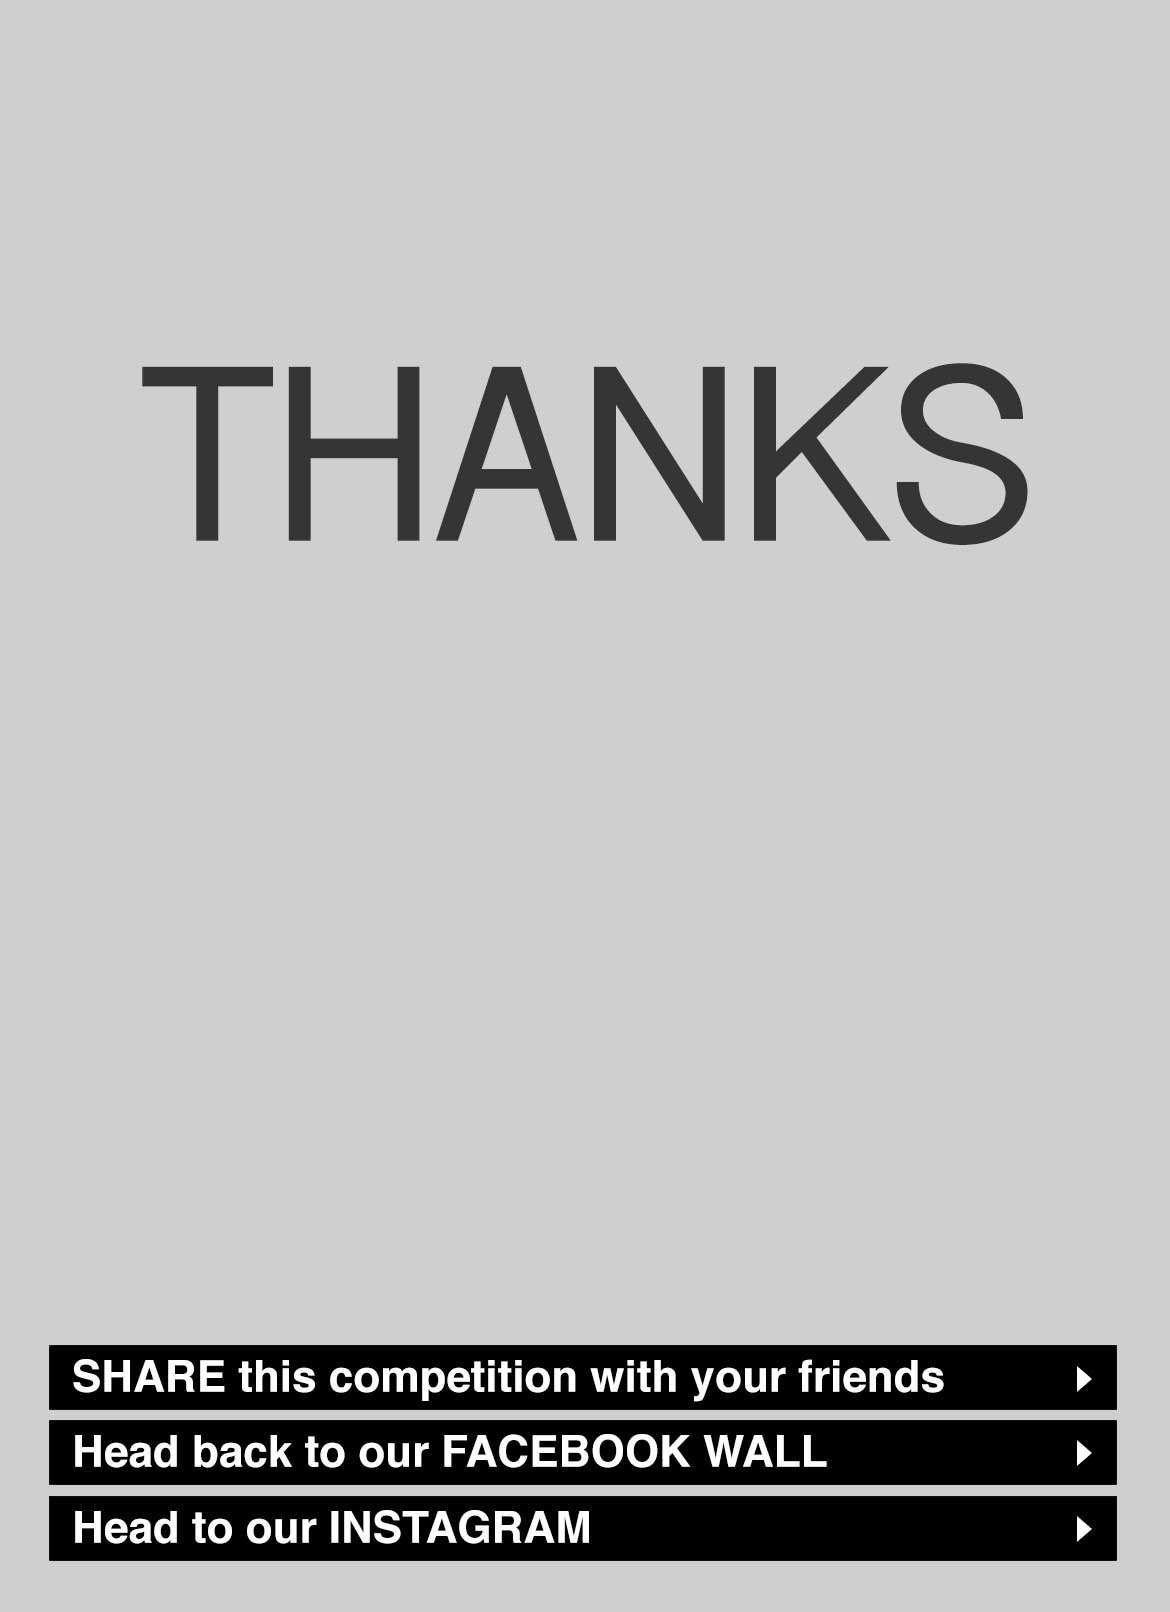 THANKS
SHARE this competition with your friends
Head back to our FACEBOOK WALL
Head to our INSTAGRAM